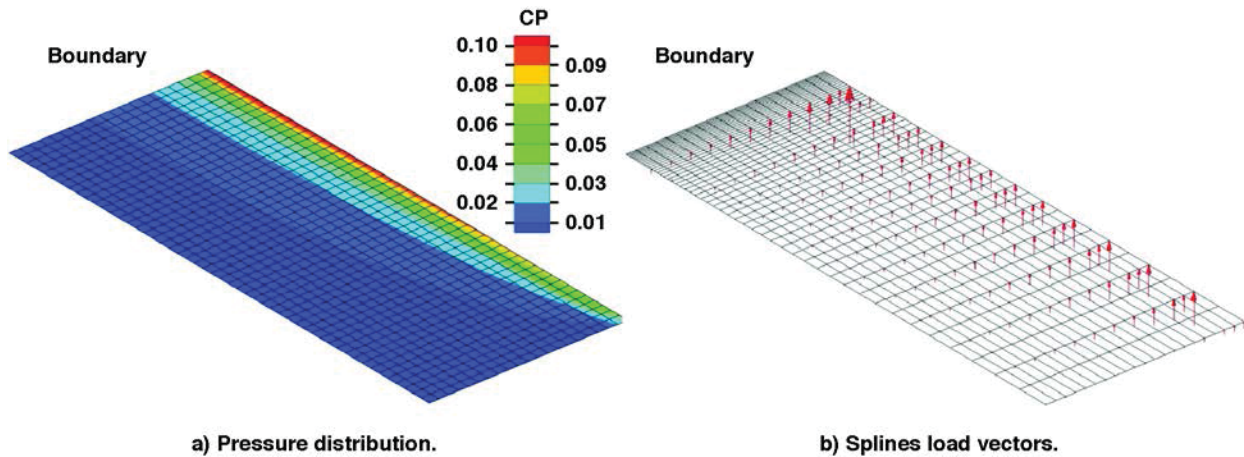 CP
Boundary
0.10
0.09
0.08
0.07
0.06
0.05
0.04
0.03
0.02
0.01
Boundary
a) Pressure distribution.
b) Splines load vectors.